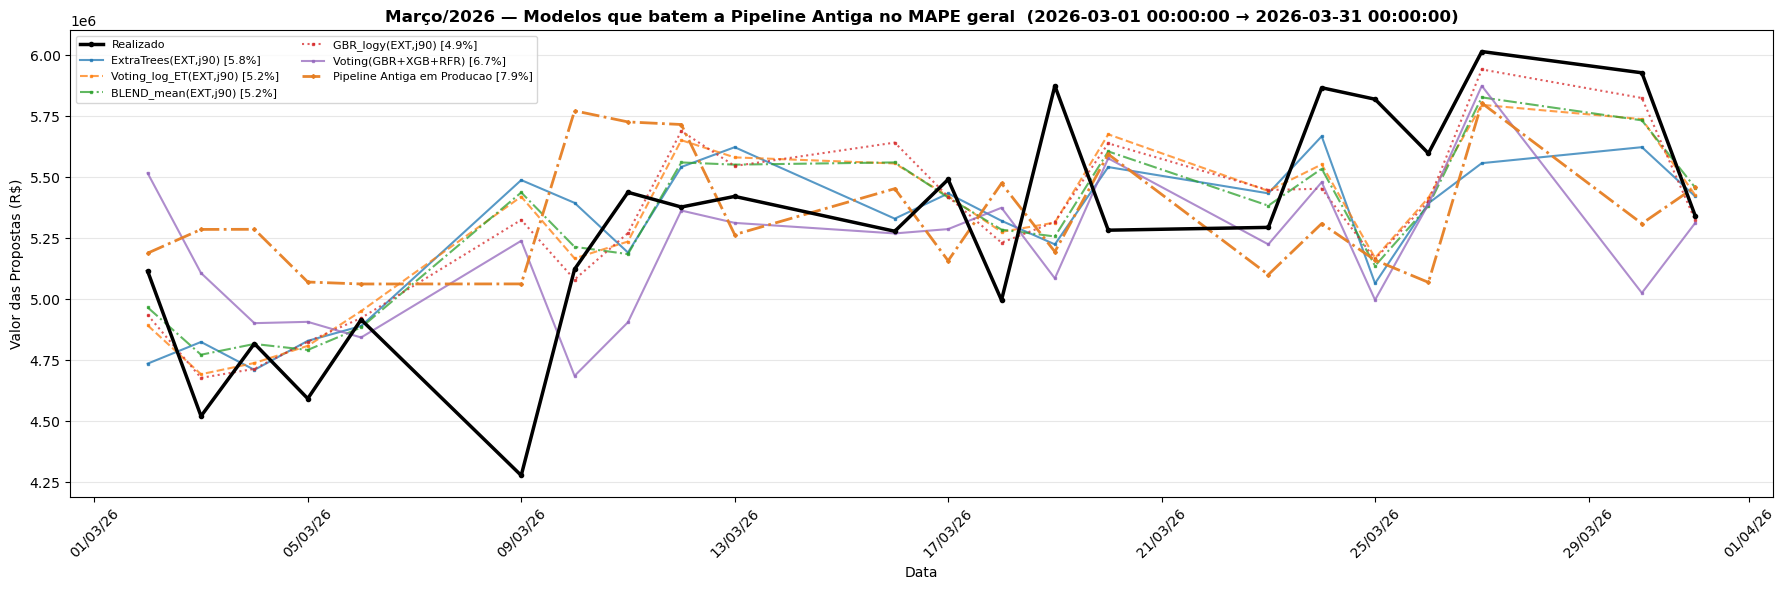 Março/2026 — Modelos que batem a Pipeline Antiga no MAPE geral  (2026-03-01 00:00:00 → 2026-03-31 00:00:00)
1e6
Realizado
ExtraTrees(EXT,j90) [5.8%]
Voting_log_ET(EXT,j90) [5.2%]
BLEND_mean(EXT,j90) [5.2%]
GBR_logy(EXT,j90) [4.9%]
Voting(GBR+XGB+RFR) [6.7%]
Pipeline Antiga em Producao [7.9%]
Valor das Propostas (R$)
6.00
5.75
5.50
5.25
5.00
4.75
4.50
4.25
01/03/26
05/03/26
09/03/26
13/03/26
17/03/26
21/03/26
25/03/26
29/03/26
01/04/26
Data